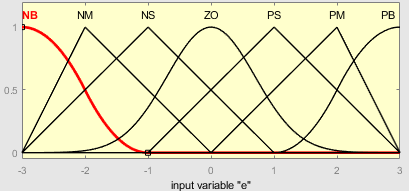 NB NM NS ZO PS PM PB
1
0.5
0
-3 -2 -1 0 1 2 3
input variable "e"